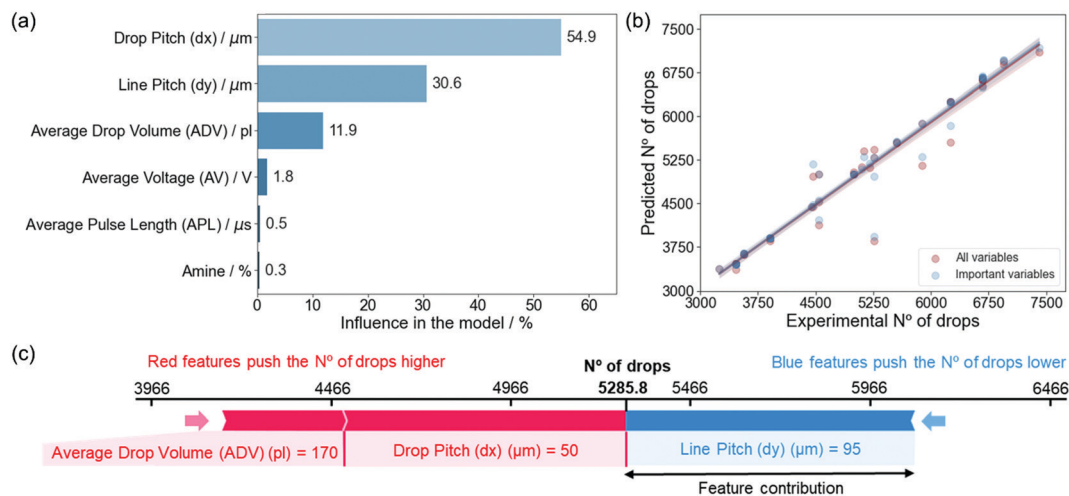 (a)
Drop Pitch (dx) / µm
54.9
Line Pitch (dy) / µm
30.6
Average Drop Volume (ADV) / pl
11.9
Average Voltage (AV) / V
1.8
Average Pulse Length (APL) / µs
0.5
Amine / %
0.3
0 10 20 30 40 50 60
Influence in the model / %
(b)
Predicted Nº of drops
7500
6750
6000
5250
4500
3750
3000
All variables
Important variables
3000 3750 4500 5250 6000 6750 7500
Experimental Nº of drops
(c)
Red features push the Nº of drops higher
Nº of drops
Blue features push the Nº of drops lower
3966 4466 4966 5285.8 5466 5966 6466
Average Drop Volume (ADV) (pl) = 170
Drop Pitch (dx) (µm) = 50
Line Pitch (dy) (µm) = 95
Feature contribution